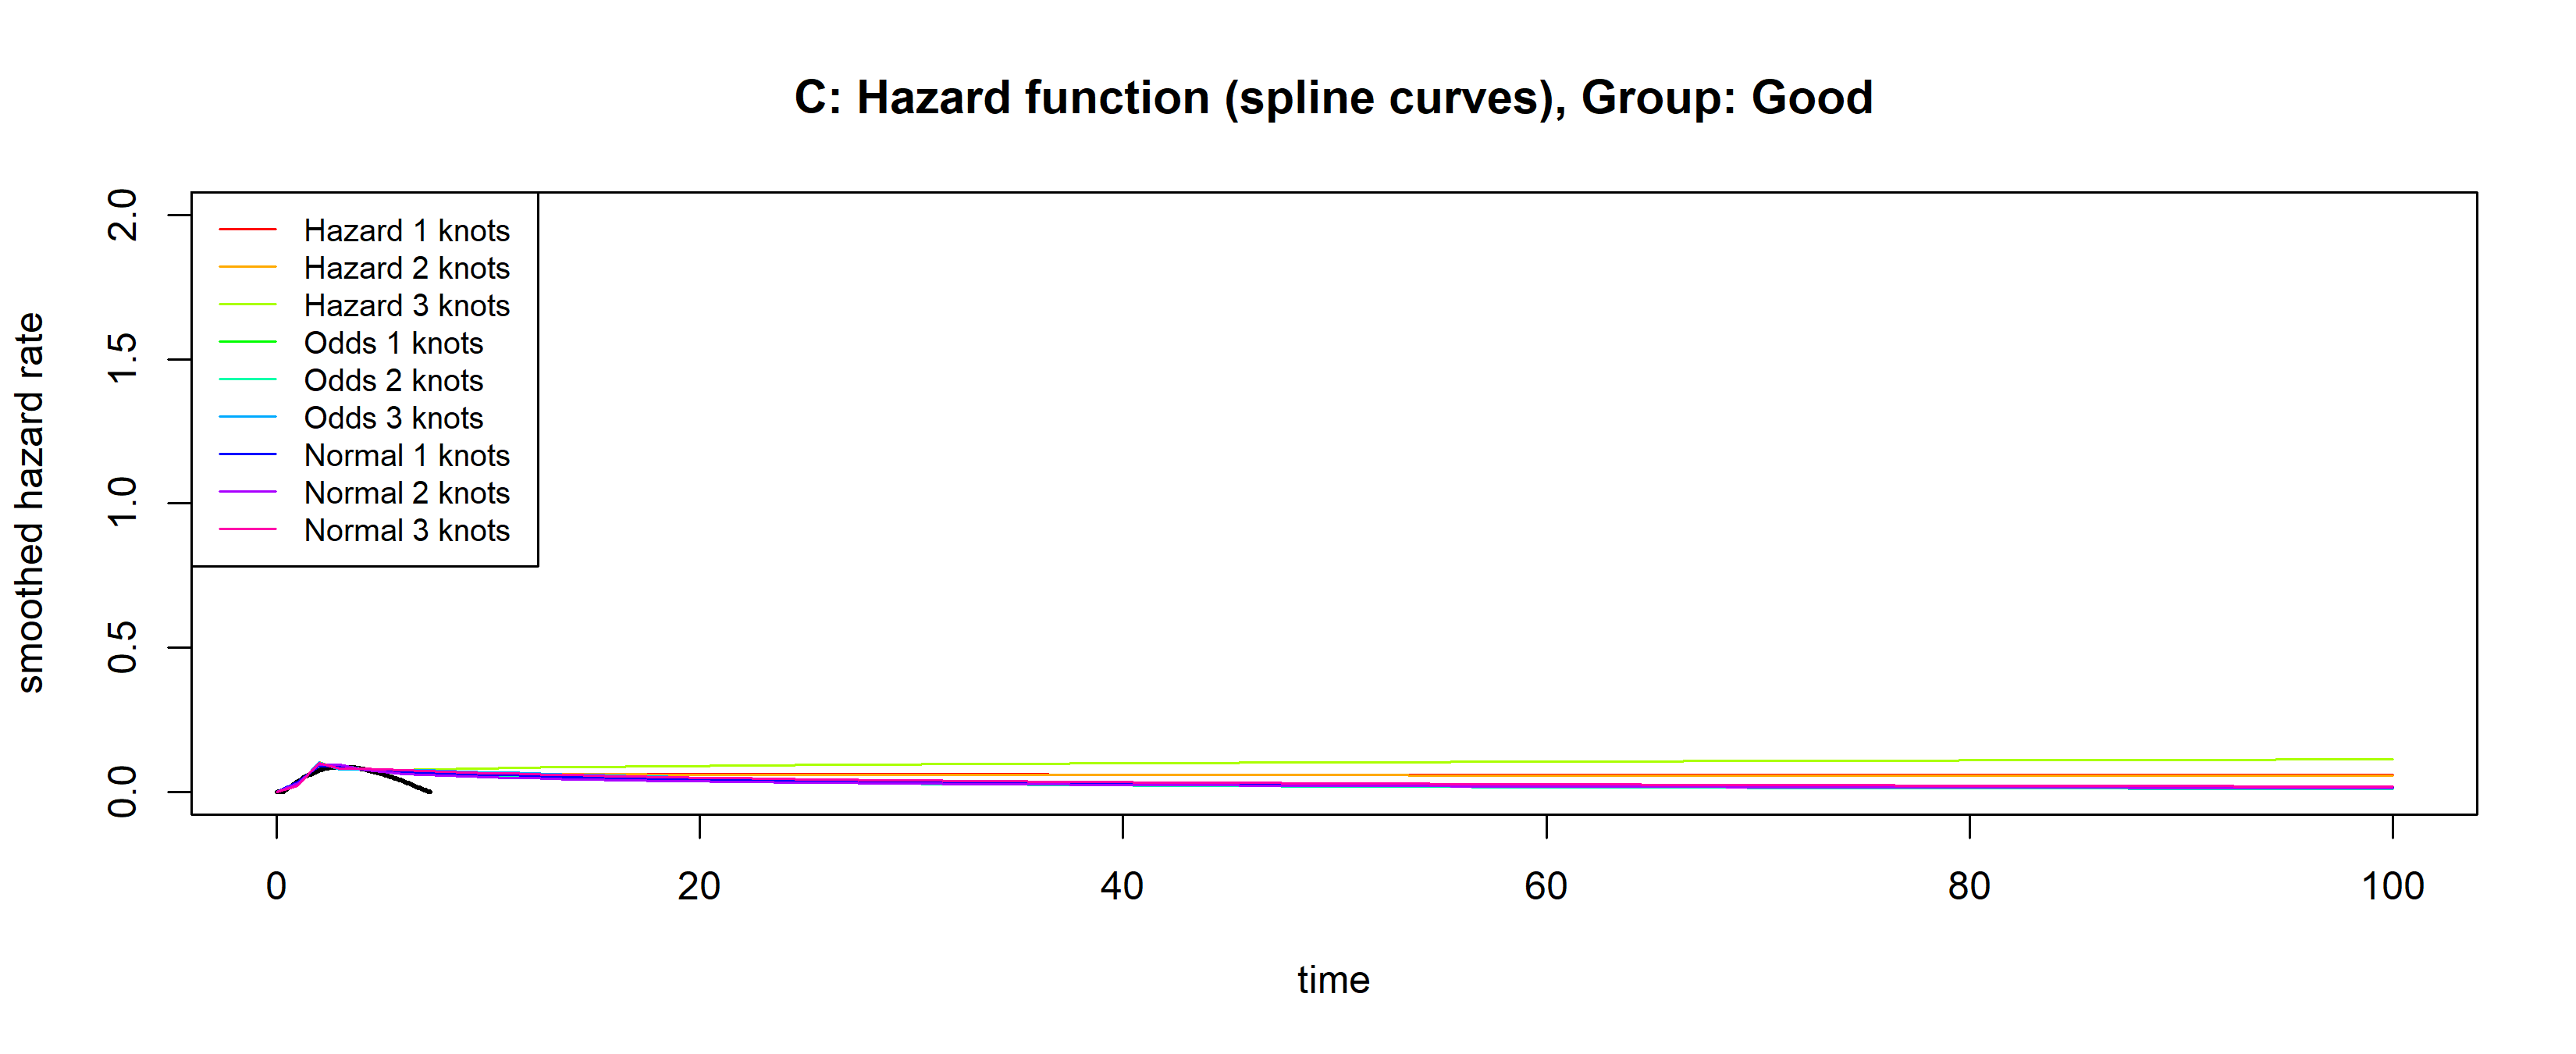 C: Hazard function (spline curves), Group: Good
smoothed hazard rate
2.0
1.5
1.0
0.5
0.0
Hazard 1 knots
Hazard 2 knots
Hazard 3 knots
Odds 1 knots
Odds 2 knots
Odds 3 knots
Normal 1 knots
Normal 2 knots
Normal 3 knots
0 20 40 60 80 100
time